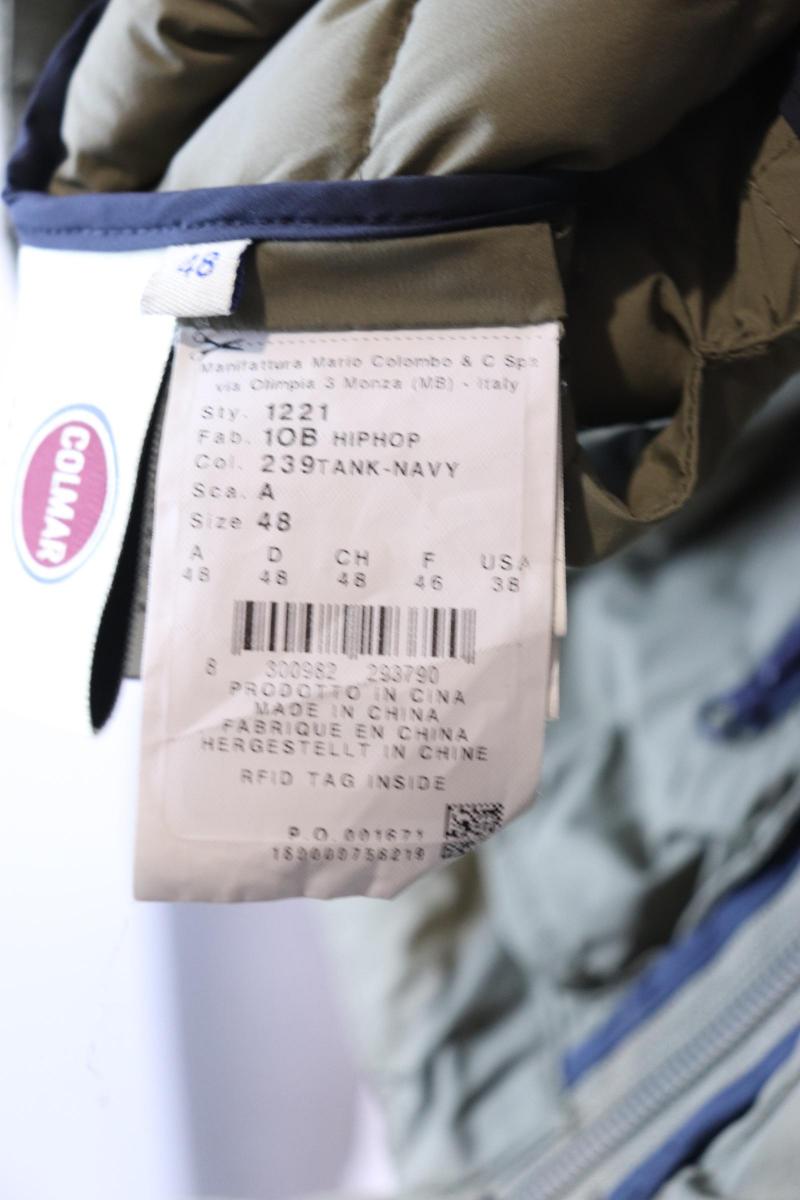 48
COLMAR
Manifattura Mario Colombo & C Spa
via Olimpia 3 Monza (MB) - Italy
Sty. 1221
Fab. 10B HIPHOP
Col. 239TANK-NAVY
Sca. A
Size 48
A D CH F USA
48 48 48 46 38
8 300982 293790
PRODOTTO IN CINA
MADE IN CHINA
FABRIQUE EN CHINA
HERGESTELLT IN CHINE
RFID TAG INSIDE
P.O. 001671